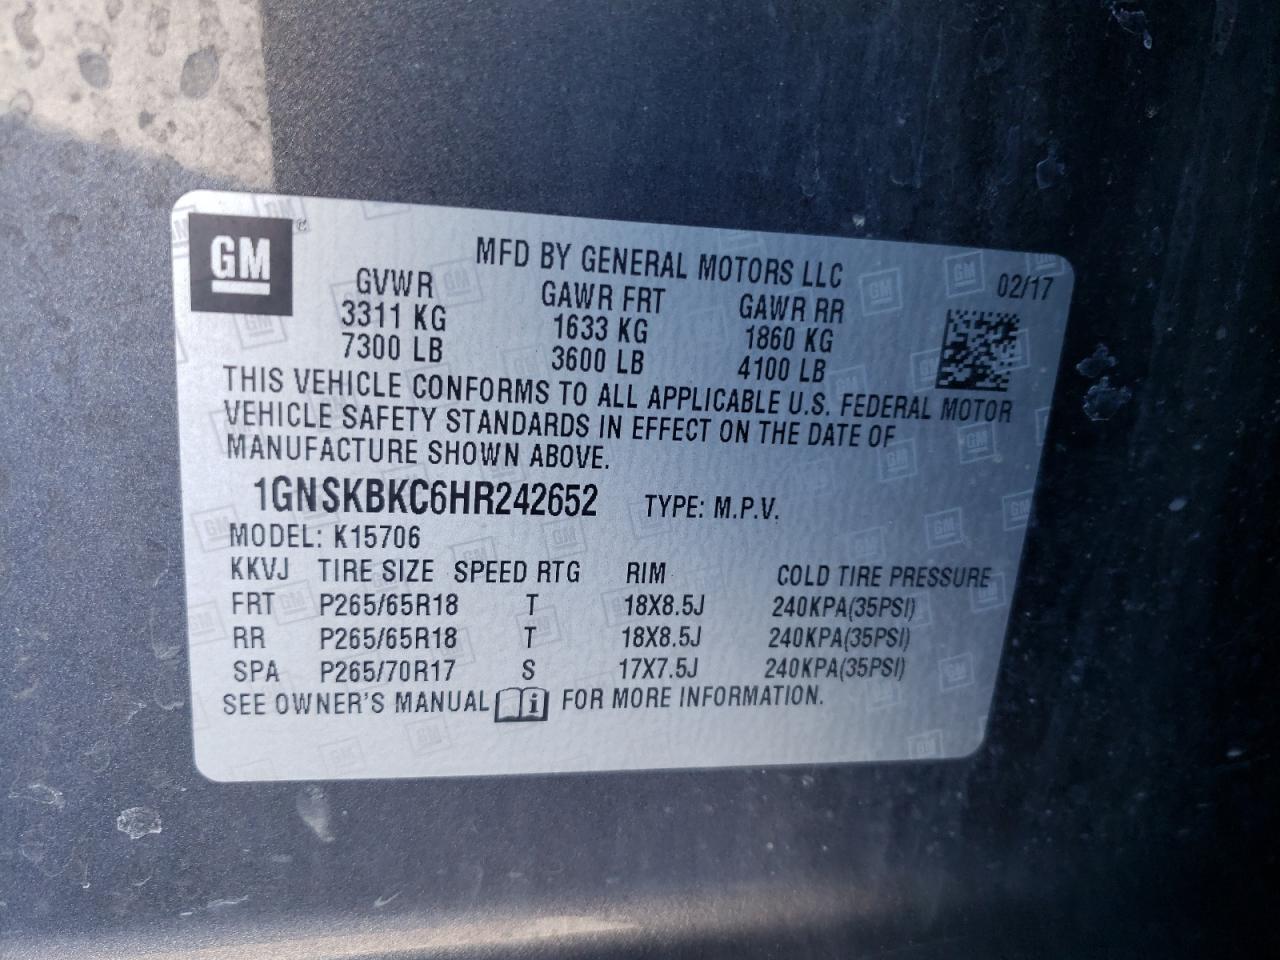 GM
MFD BY GENERAL MOTORS LLC
02/17
GVWR GAWR FRT GAWR RR
3311 KG 1633 KG 1860 KG
7300 LB 3600 LB 4100 LB
THIS VEHICLE CONFORMS TO ALL APPLICABLE U.S. FEDERAL MOTOR
VEHICLE SAFETY STANDARDS IN EFFECT ON THE DATE OF
MANUFACTURE SHOWN ABOVE.
1GNSKBKC6HR242652 TYPE: M.P.V.
MODEL: K15706
KKVJ TIRE SIZE SPEED RTG RIM COLD TIRE PRESSURE
FRT P265/65R18 T 18X8.5J 240KPA(35PSI)
RR P265/65R18 T 18X8.5J 240KPA(35PSI)
SPA P265/70R17 S 17X7.5J 240KPA(35PSI)
SEE OWNER'S MANUAL i FOR MORE INFORMATION.